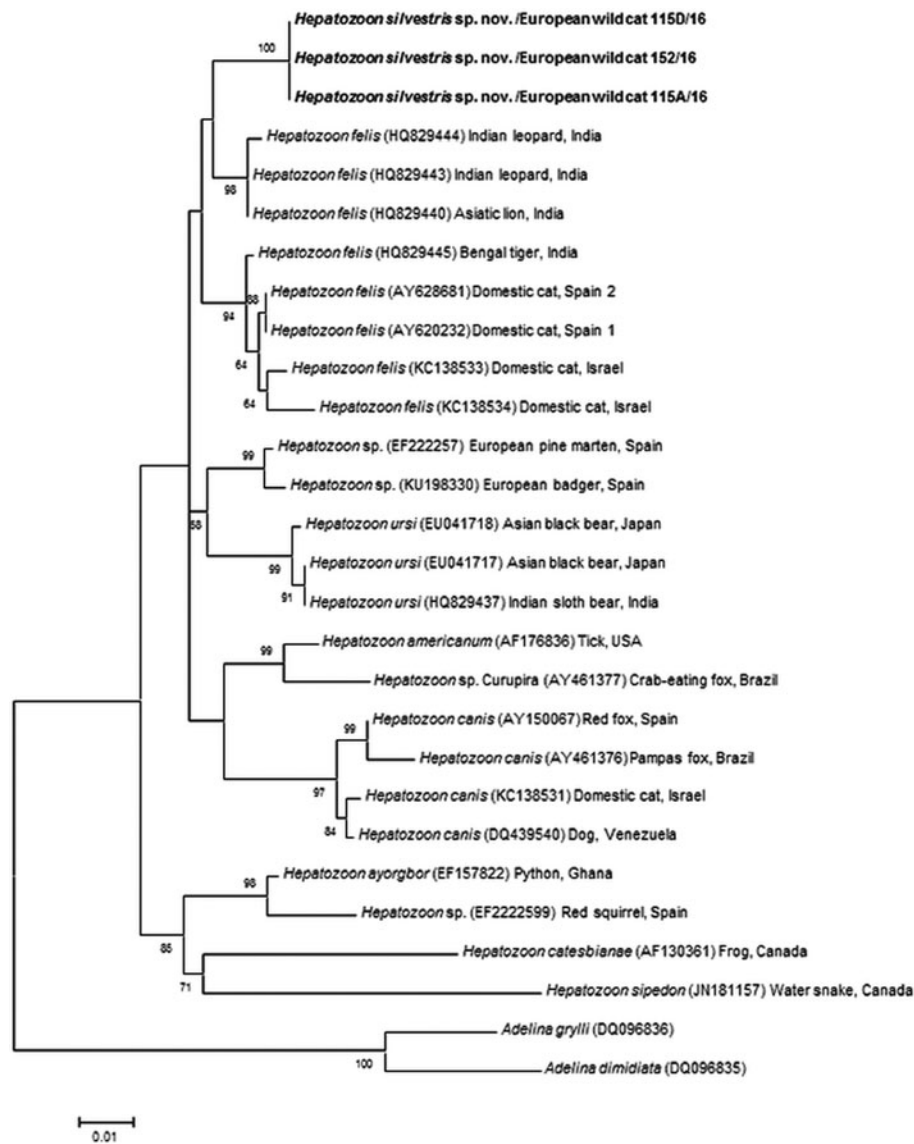 Hepatozoon silvestris sp. nov. /European wild cat 115D/16
100
Hepatozoon silvestris sp. nov. /European wild cat 152/16
Hepatozoon silvestris sp. nov. /European wild cat 115A/16
Hepatozoon felis (HQ829444) Indian leopard, India
Hepatozoon felis (HQ829443) Indian leopard, India
98
Hepatozoon felis (HQ829440) Asiatic lion, India
Hepatozoon felis (HQ829445) Bengal tiger, India
Hepatozoon felis (AY628681) Domestic cat, Spain 2
88
94
Hepatozoon felis (AY620232) Domestic cat, Spain 1
64
Hepatozoon felis (KC138533) Domestic cat, Israel
64
Hepatozoon felis (KC138534) Domestic cat, Israel
Hepatozoon sp. (EF222257) European pine marten, Spain
99
Hepatozoon sp. (KU198330) European badger, Spain
58
Hepatozoon ursi (EU041718) Asian black bear, Japan
Hepatozoon ursi (EU041717) Asian black bear, Japan
99
91
Hepatozoon ursi (HQ829437) Indian sloth bear, India
Hepatozoon americanum (AF176836) Tick, USA
99
Hepatozoon sp. Curupira (AY461377) Crab-eating fox, Brazil
Hepatozoon canis (AY150067) Red fox, Spain
99
Hepatozoon canis (AY461376) Pampas fox, Brazil
97
Hepatozoon canis (KC138531) Domestic cat, Israel
84
Hepatozoon canis (DQ439540) Dog, Venezuela
Hepatozoon ayorgbor (EF157822) Python, Ghana
98
Hepatozoon sp. (EF2222599) Red squirrel, Spain
85
Hepatozoon catesbianae (AF130361) Frog, Canada
71
Hepatozoon sipedon (JN181157) Water snake, Canada
Adelina grylli (DQ096836)
100
Adelina dimidiata (DQ096835)
0.01